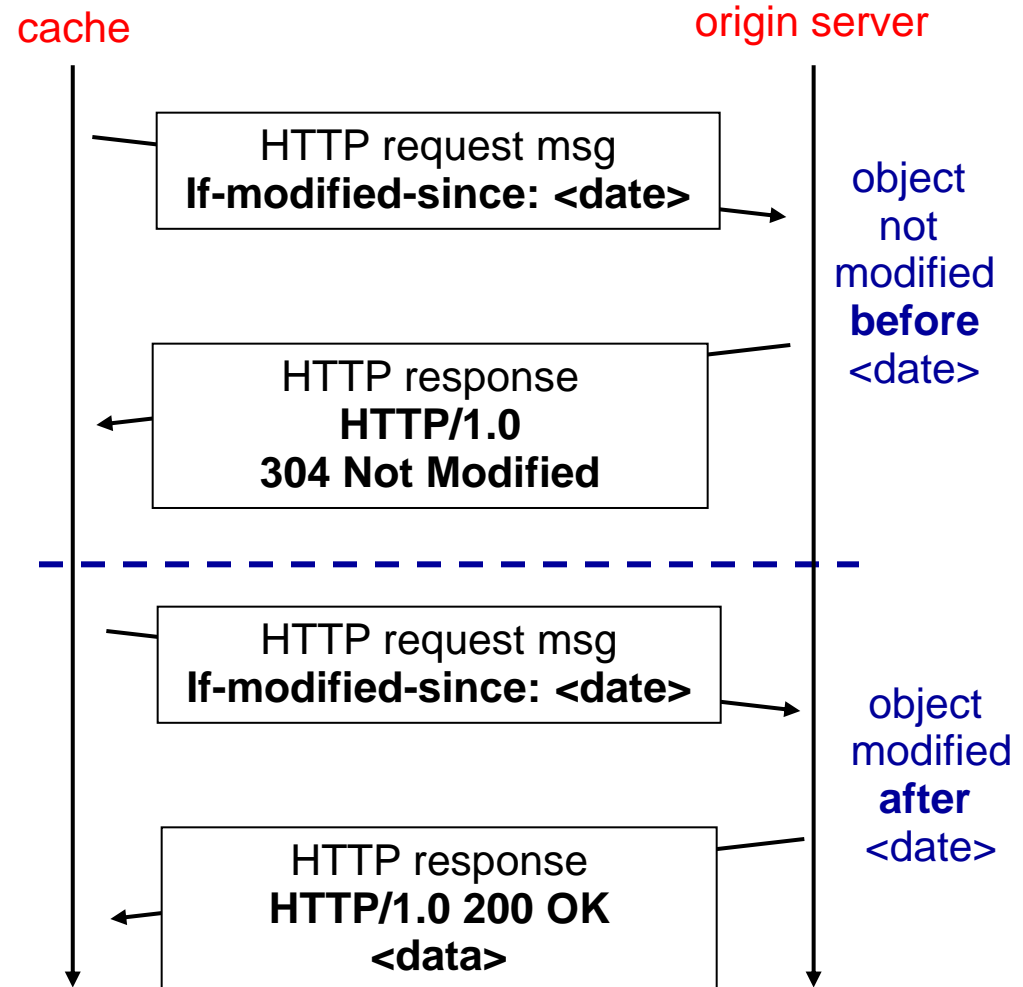 cache
origin server
HTTP request msg
If-modified-since: <date>
object
not
modified
before
<date>
HTTP response
HTTP/1.0
304 Not Modified
HTTP request msg
If-modified-since: <date>
object
modified
after
<date>
HTTP response
HTTP/1.0 200 OK
<data>